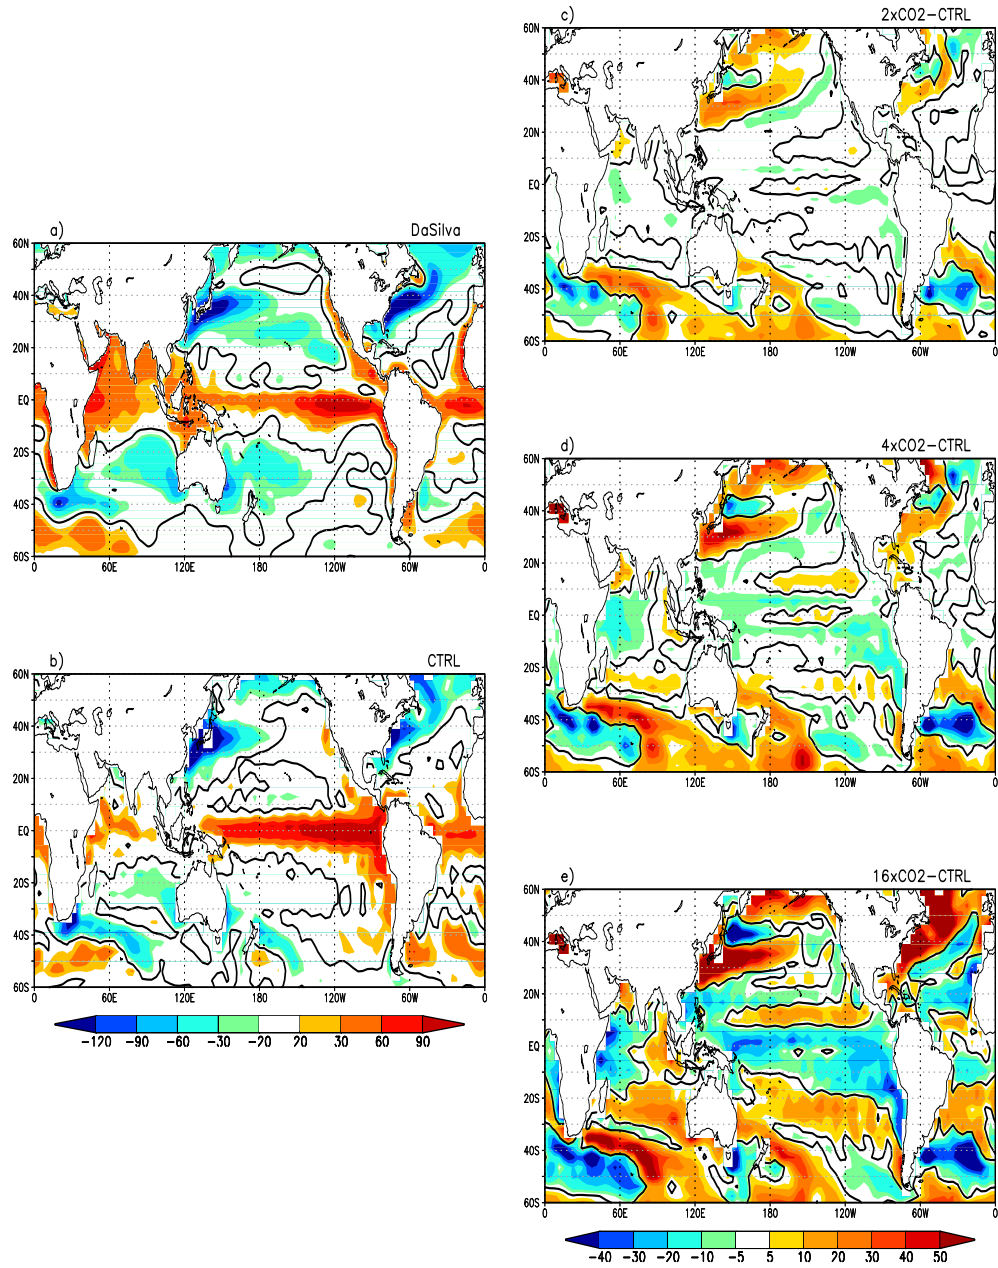 a) DaSilva
60N
40N
20N
EQ
20S
40S
60S
0 60E 120E 180 120W 60W 0
b) CTRL
60N
40N
20N
EQ
20S
40S
60S
0 60E 120E 180 120W 60W 0
-120 -90 -60 -30 -20 20 30 60 90
c) 2xCO2-CTRL
60N
40N
20N
EQ
20S
40S
60S
0 60E 120E 180 120W 60W 0
d) 4xCO2-CTRL
60N
40N
20N
EQ
20S
40S
60S
0 60E 120E 180 120W 60W 0
e) 16xCO2-CTRL
60N
40N
20N
EQ
20S
40S
60S
0 60E 120E 180 120W 60W 0
-40 -30 -20 -10 -5 5 10 20 30 40 50